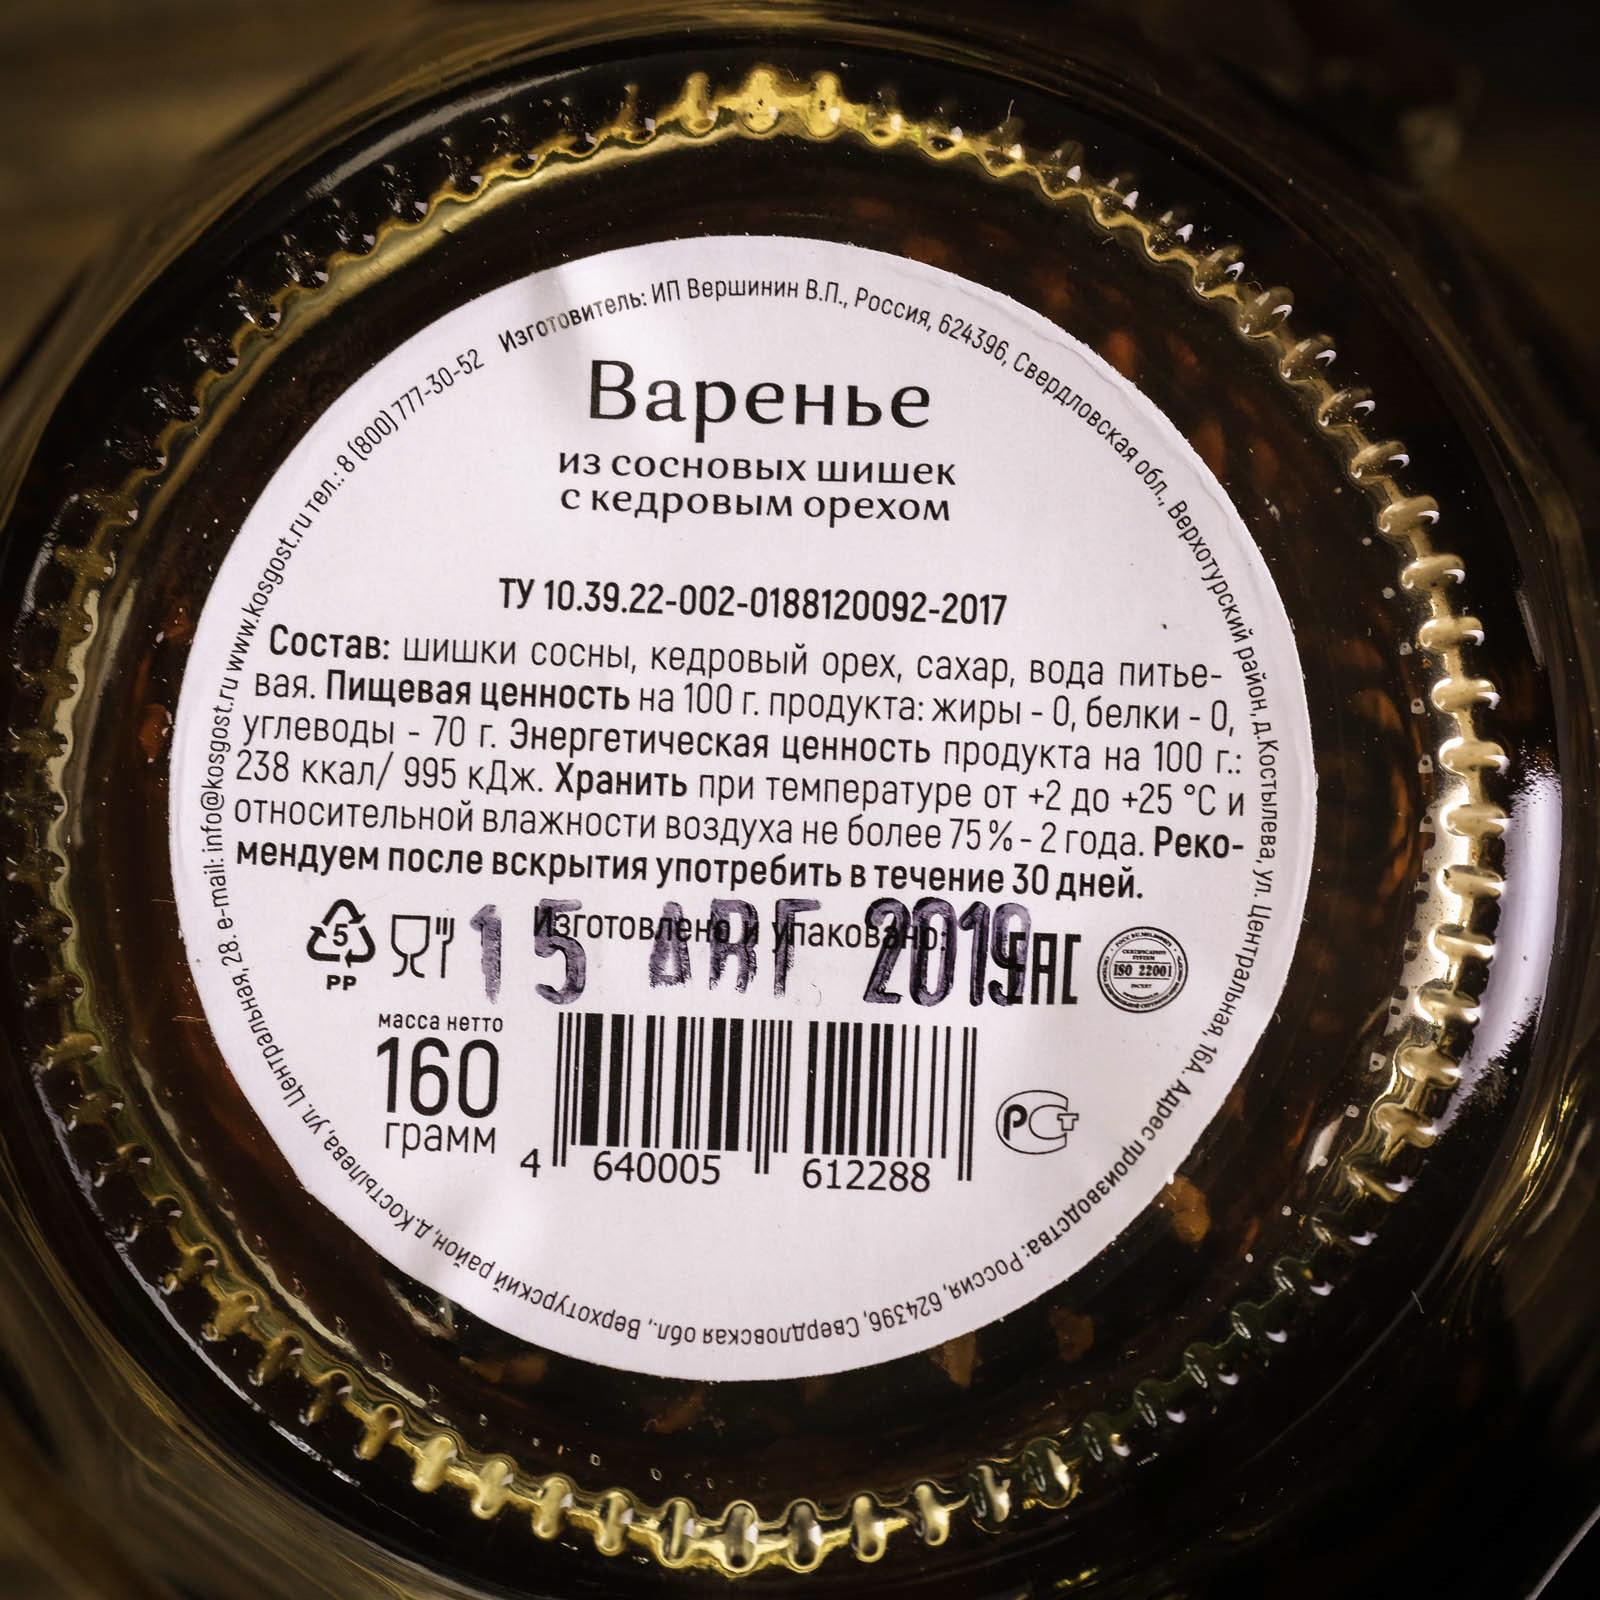 Изготовитель: ИП Вершинин В.П., Россия, 624396, Свердловская обл., Верхотурский район, д.Костылева, ул. Центральная, 16А. Адрес производства: Россия, 624396, Свердловская обл., Верхотурский район, д.Костылева, ул. Центральная, 28. e-mail: info@kosgost.ru www.kosgost.ru тел.: 8 (800) 777-30-52
Варенье
из сосновых шишек
с кедровым орехом
ТУ 10.39.22-002-0188120092-2017
Состав: шишки сосны, кедровый орех, сахар, вода питье-
вая. Пищевая ценность на 100 г. продукта: жиры - 0, белки - 0,
углеводы - 70 г. Энергетическая ценность продукта на 100 г.:
238 ккал/ 995 кДж. Хранить при температуре от +2 до +25 °С и
относительной влажности воздуха не более 75 % - 2 года. Реко-
мендуем после вскрытия употребить в течение 30 дней.
Изготовлено и упаковано:
15 АВГ 2019
5
PP
EAC
ISO 22001
масса нетто
160
грамм
4 640005 612288
РСТ